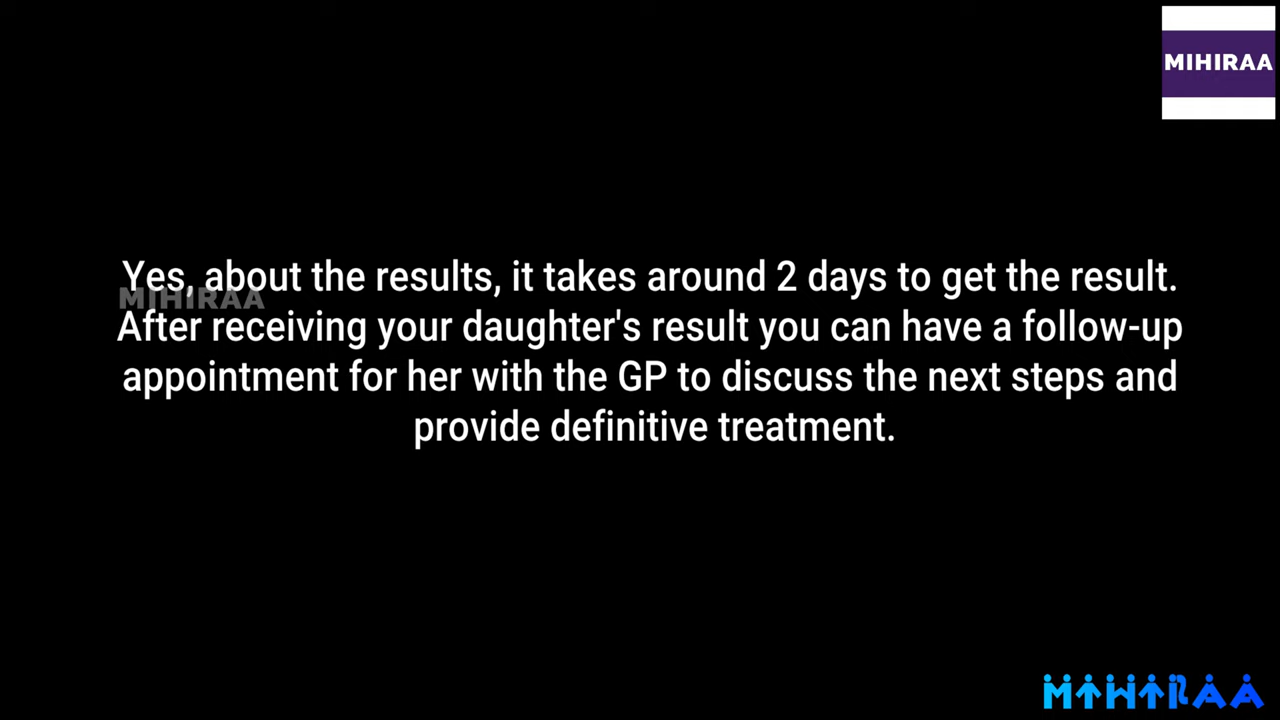 MIHIRAA
Yes, about the results, it takes around 2 days to get the result.
MIHIRAA
After receiving your daughter's result you can have a follow-up
appointment for her with the GP to discuss the next steps and
provide definitive treatment.
MIHIRAA